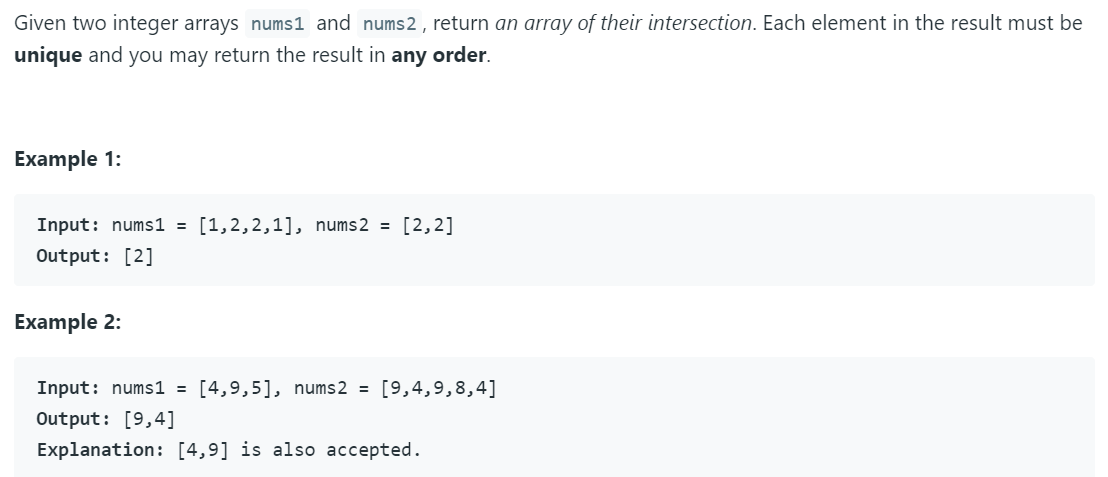 Given two integer arrays nums1 and nums2, return an array of their intersection. Each element in the result must be
unique and you may return the result in any order.
Example 1:
Input: nums1 = [1,2,2,1], nums2 = [2,2]
Output: [2]
Example 2:
Input: nums1 = [4,9,5], nums2 = [9,4,9,8,4]
Output: [9,4]
Explanation: [4,9] is also accepted.